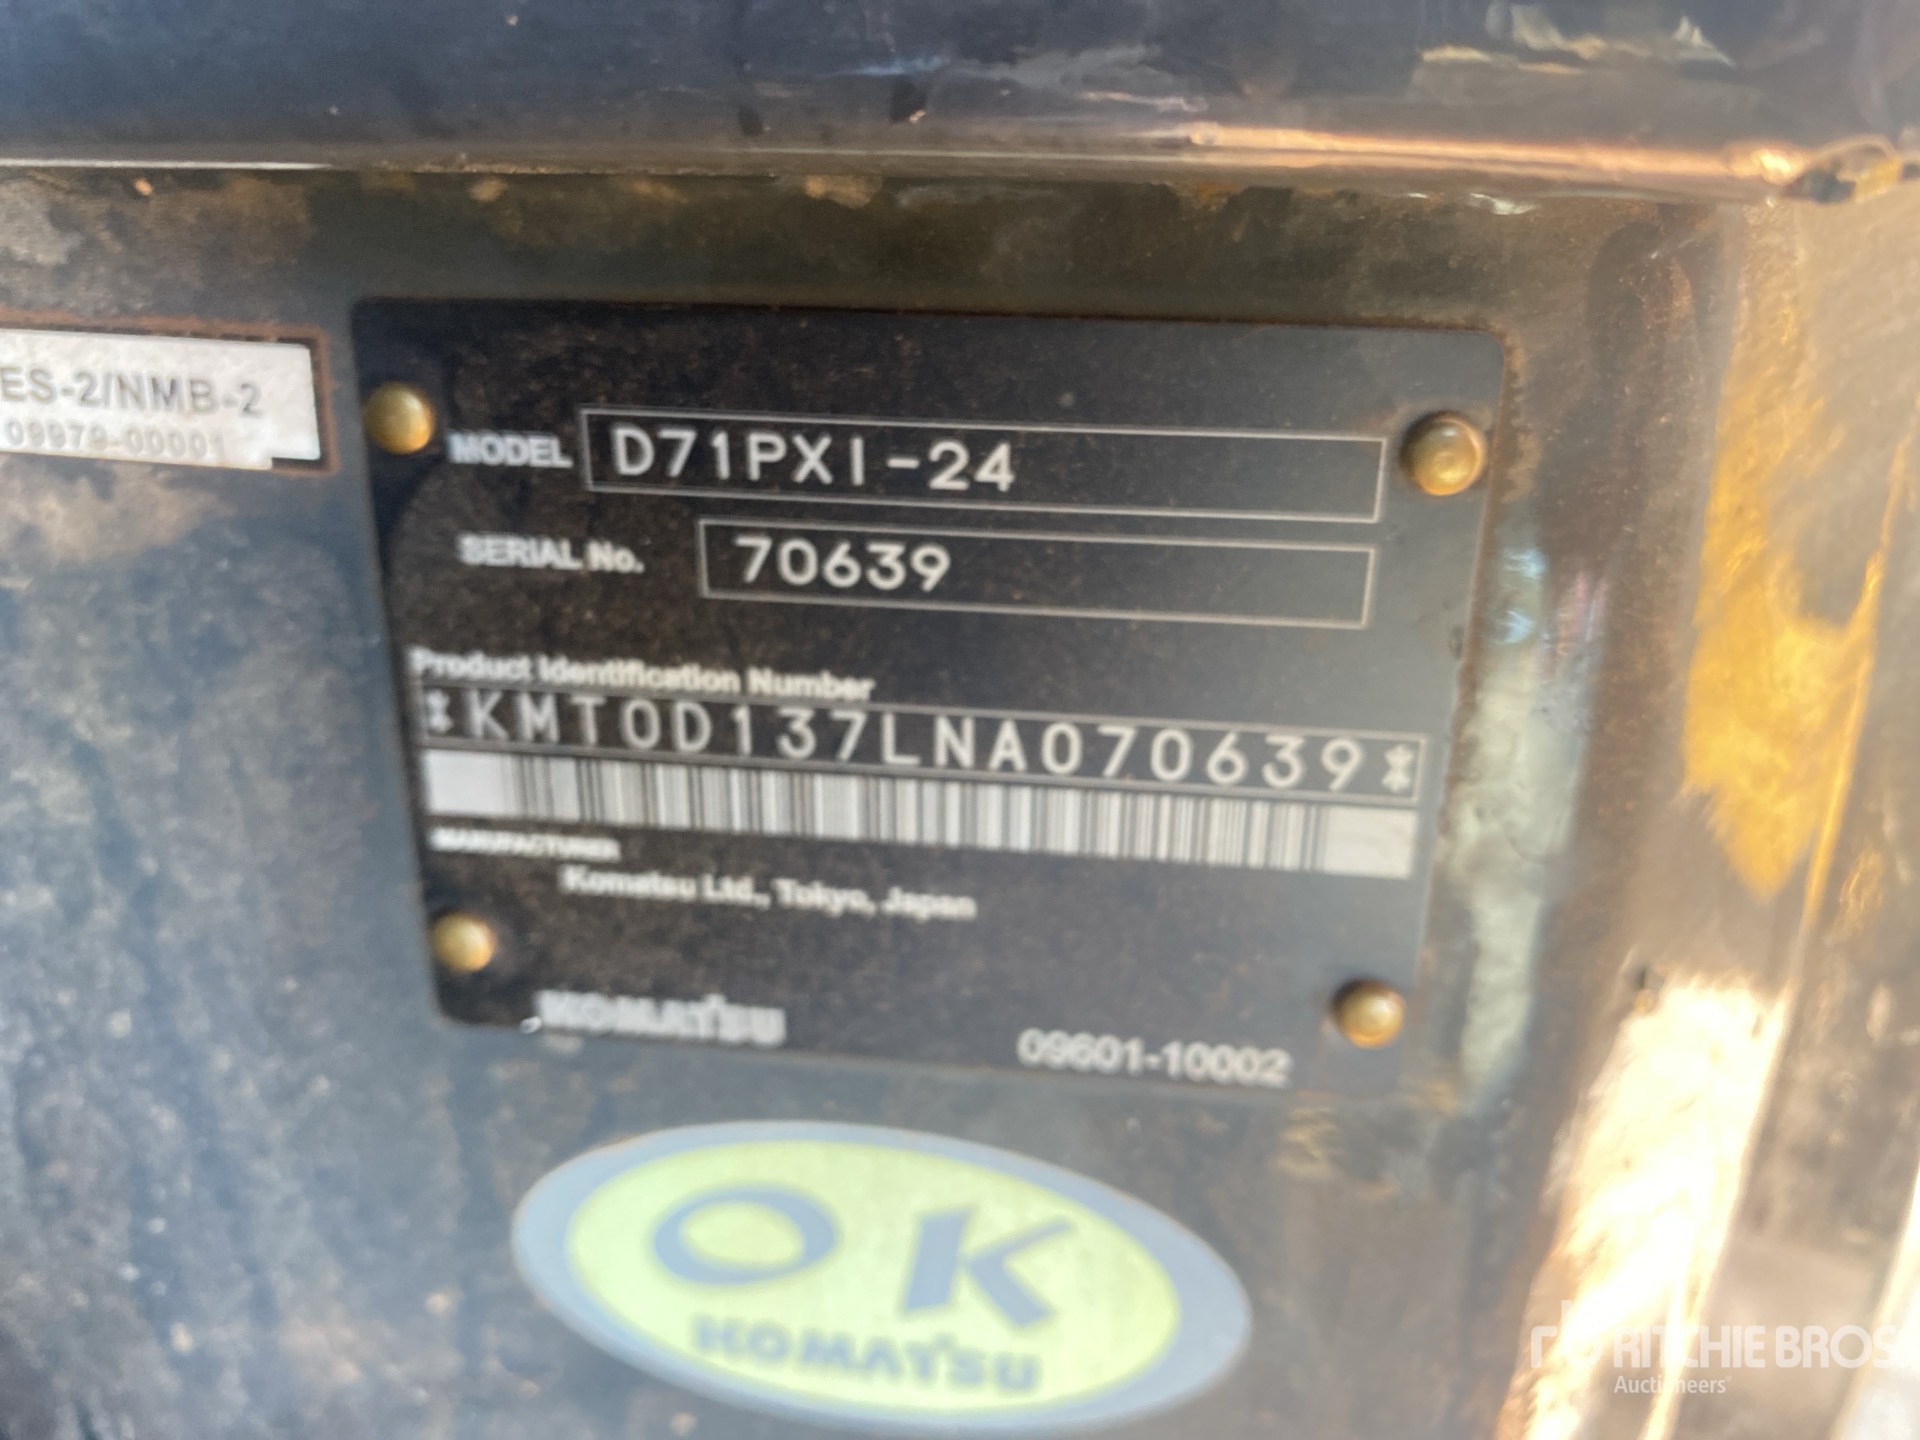 ES-2/NMB-2
09979-00001
MODEL D71PXI-24
SERIAL No. 70639
Product Identification Number
*KMT0D137LNA070639*
MANUFACTURER
Komatsu Ltd., Tokyo, Japan
KOMATSU
09601-10002
OK
KOMATSU
RITCHIE BROS
Auctioneers